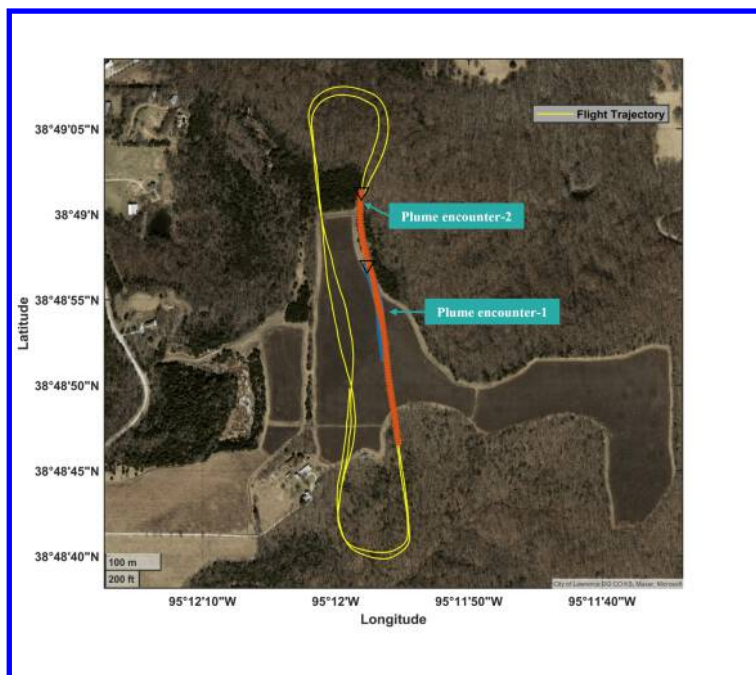 Flight Trajectory
38°49'05"N
38°49'N
38°48'55"N
38°48'50"N
38°48'45"N
38°48'40"N
Latitude
Plume encounter-2
Plume encounter-1
100 m
200 ft
City of Lawrence DG CO KS, Maxar, Microsoft
95°12'10"W
95°12'W
95°11'50"W
95°11'40"W
Longitude